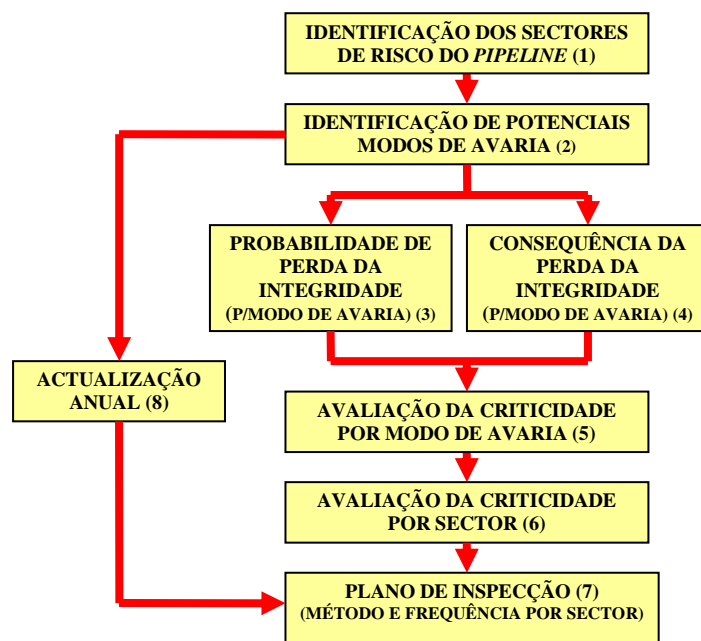 IDENTIFICAÇÃO DOS SECTORES
DE RISCO DO PIPELINE (1)
IDENTIFICAÇÃO DE POTENCIAIS
MODOS DE AVARIA (2)
PROBABILIDADE DE
PERDA DA
INTEGRIDADE
(P/MODO DE AVARIA) (3)
CONSEQUÊNCIA DA
PERDA DA
INTEGRIDADE
(P/MODO DE AVARIA) (4)
ACTUALIZAÇÃO
ANUAL (8)
AVALIAÇÃO DA CRITICIDADE
POR MODO DE AVARIA (5)
AVALIAÇÃO DA CRITICIDADE
POR SECTOR (6)
PLANO DE INSPECÇÃO (7)
(MÉTODO E FREQUÊNCIA POR SECTOR)